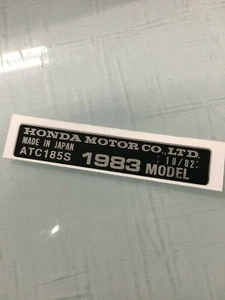 HONDA MOTOR CO.,LTD.
MADE IN JAPAN :10/82:
ATC185S 1983 MODEL